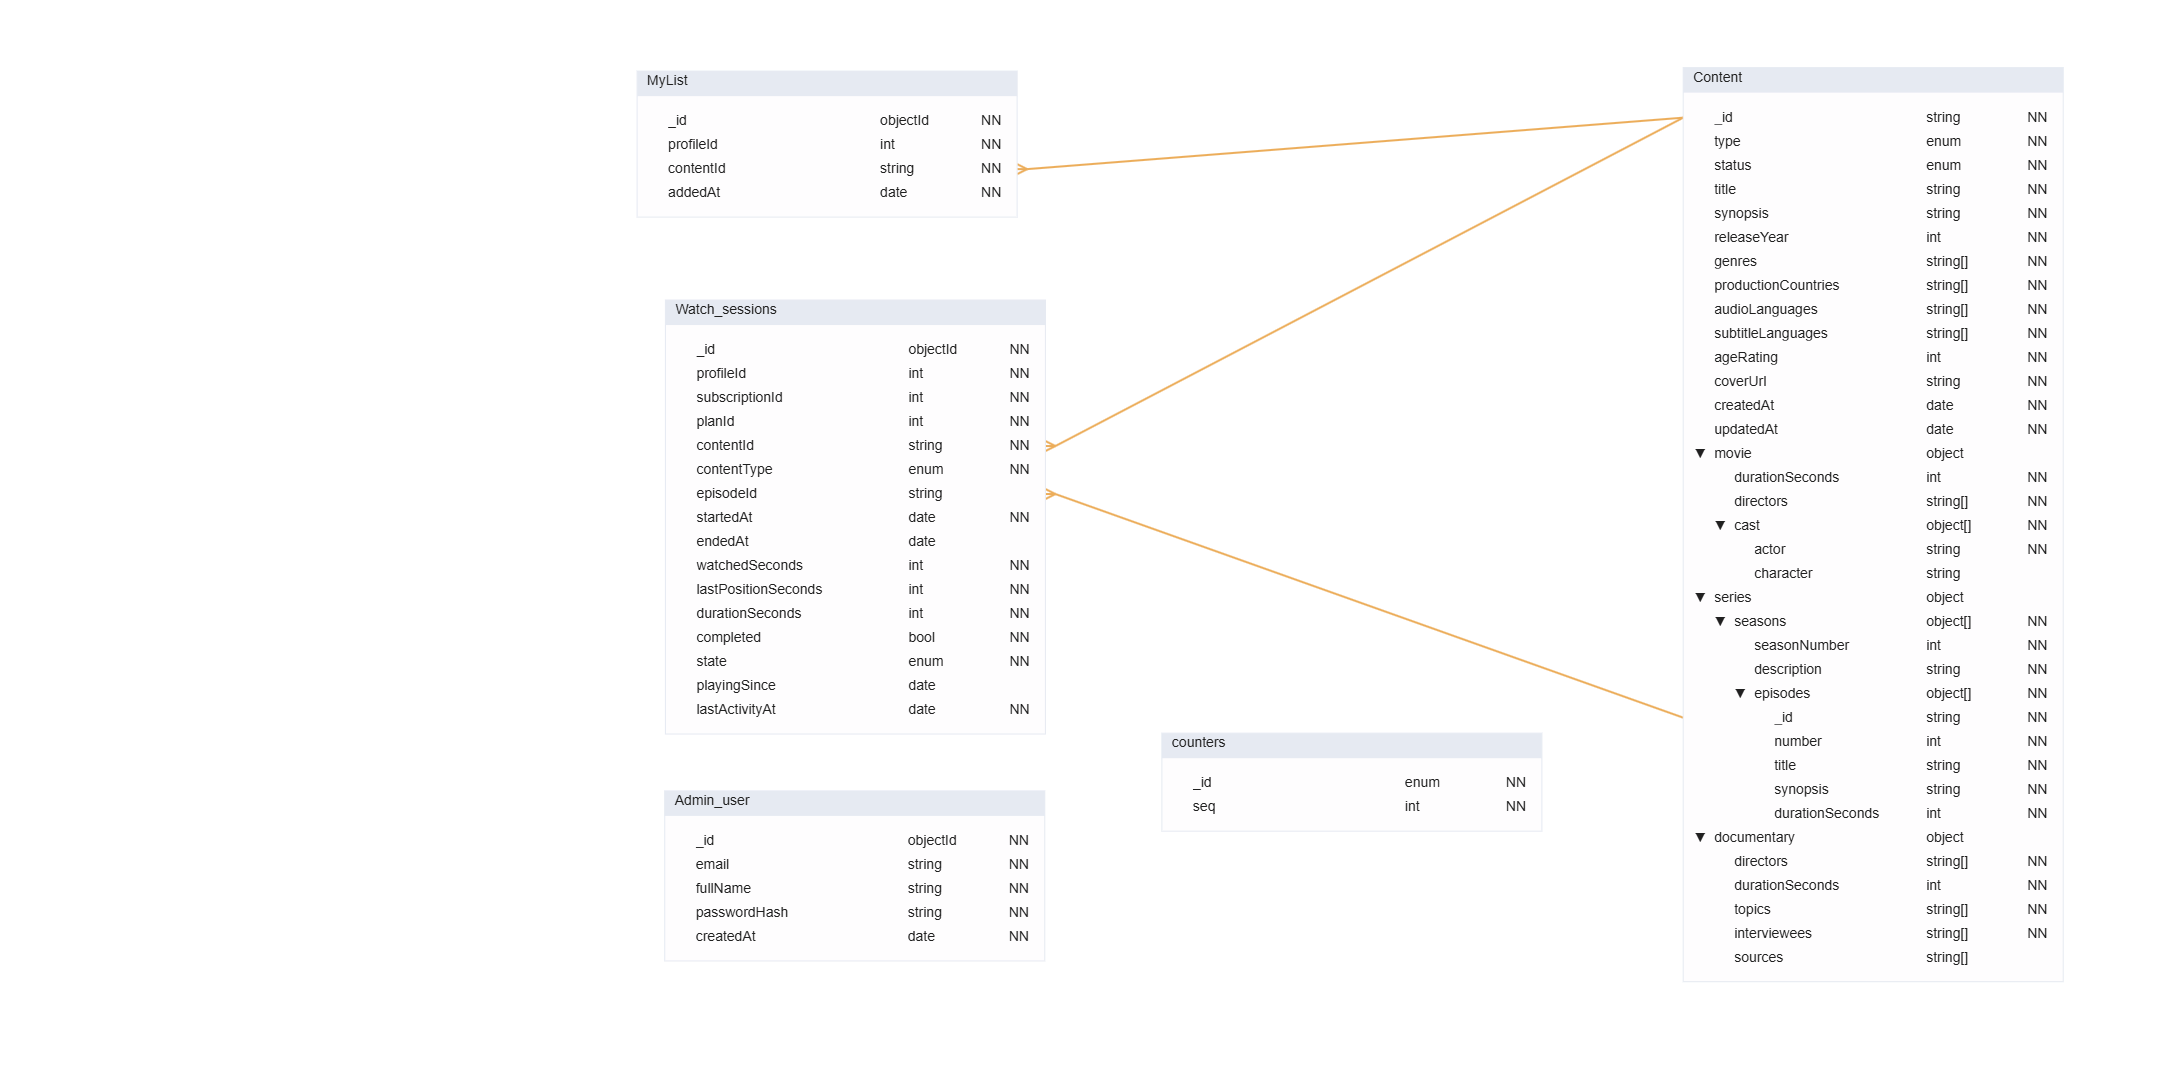 MyList
_id objectId NN
profileId int NN
contentId string NN
addedAt date NN
Watch_sessions
_id objectId NN
profileId int NN
subscriptionId int NN
planId int NN
contentId string NN
contentType enum NN
episodeId string
startedAt date NN
endedAt date
watchedSeconds int NN
lastPositionSeconds int NN
durationSeconds int NN
completed bool NN
state enum NN
playingSince date
lastActivityAt date NN
Admin_user
_id objectId NN
email string NN
fullName string NN
passwordHash string NN
createdAt date NN
counters
_id enum NN
seq int NN
Content
_id string NN
type enum NN
status enum NN
title string NN
synopsis string NN
releaseYear int NN
genres string[] NN
productionCountries string[] NN
audioLanguages string[] NN
subtitleLanguages string[] NN
ageRating int NN
coverUrl string NN
createdAt date NN
updatedAt date NN
▼ movie object
durationSeconds int NN
directors string[] NN
▼ cast object[] NN
actor string NN
character string
▼ series object
▼ seasons object[] NN
seasonNumber int NN
description string NN
▼ episodes object[] NN
_id string NN
number int NN
title string NN
synopsis string NN
durationSeconds int NN
▼ documentary object
directors string[] NN
durationSeconds int NN
topics string[] NN
interviewees string[] NN
sources string[]